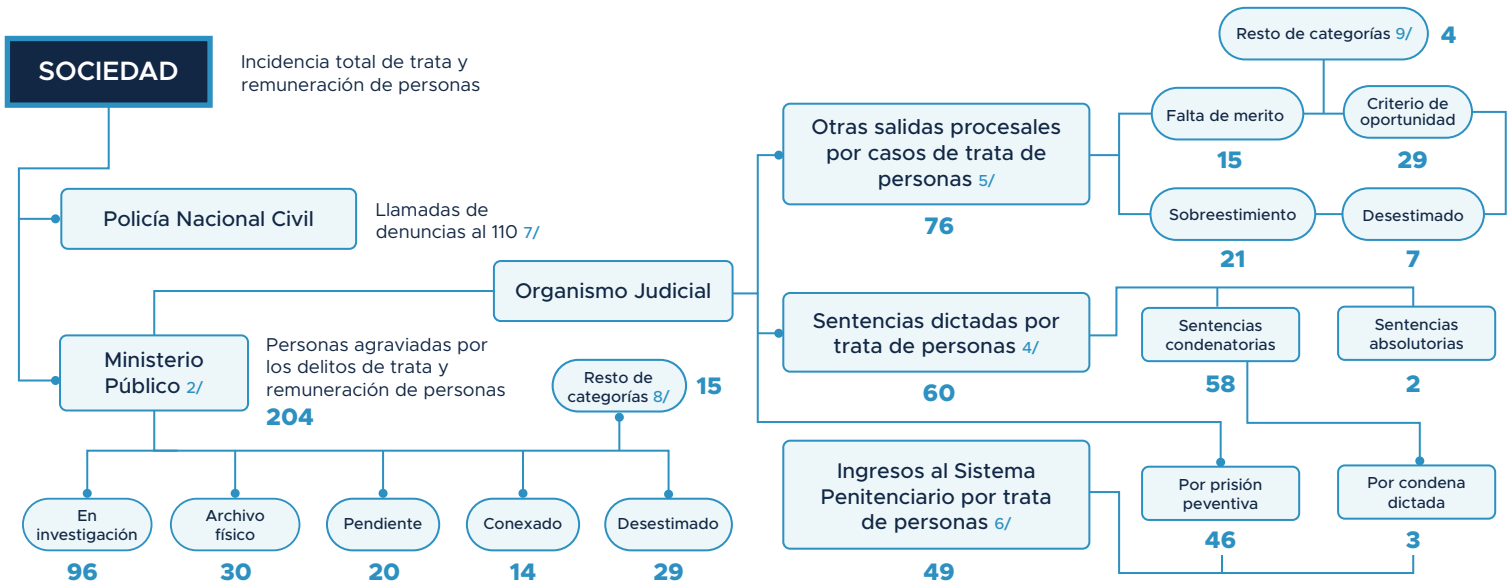 SOCIEDAD
Incidencia total de trata y
remuneración de personas
Policía Nacional Civil
Llamadas de
denuncias al 110 7/
Ministerio
Público 2/
Personas agraviadas por
los delitos de trata y
remuneración de personas
204
Resto de
categorías 8/
15
En
investigación
96
Archivo
físico
30
Pendiente
20
Conexado
14
Desestimado
29
Organismo Judicial
Otras salidas procesales
por casos de trata de
personas 5/
76
Resto de categorías 9/
4
Falta de merito
15
Criterio de
oportunidad
29
Sobreestimiento
21
Desestimado
7
Sentencias dictadas por
trata de personas 4/
60
Sentencias
condenatorias
58
Sentencias
absolutorias
2
Ingresos al Sistema
Penitenciario por trata
de personas 6/
49
Por prisión
peventiva
46
Por condena
dictada
3